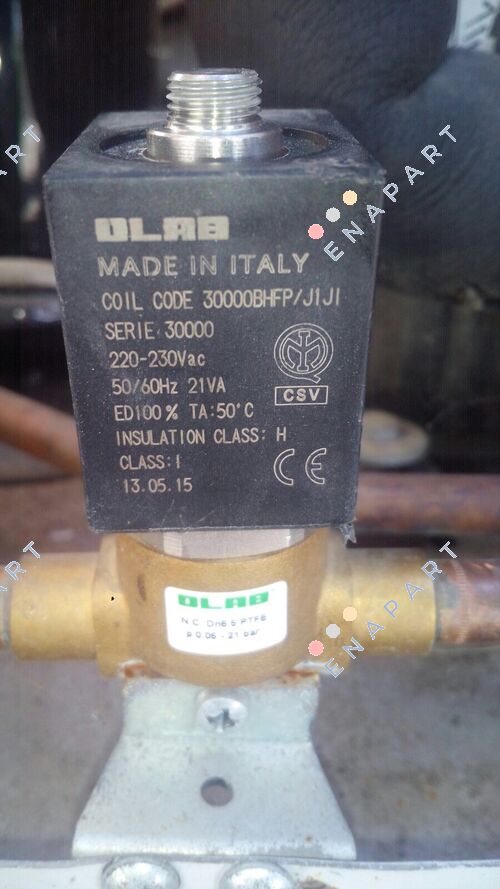 OLAB
MADE IN ITALY
COIL CODE 30000BHFP/J1J1
SERIE 30000
220-230Vac
50/60Hz 21VA
ED100% TA:50°C
INSULATION CLASS: H
CLASS: I
13.05.15
CSV
CE
OLAB
N.C. Dn6.5 PTFE
p 0.06 - 21 bar
ENAPART
ENAPART